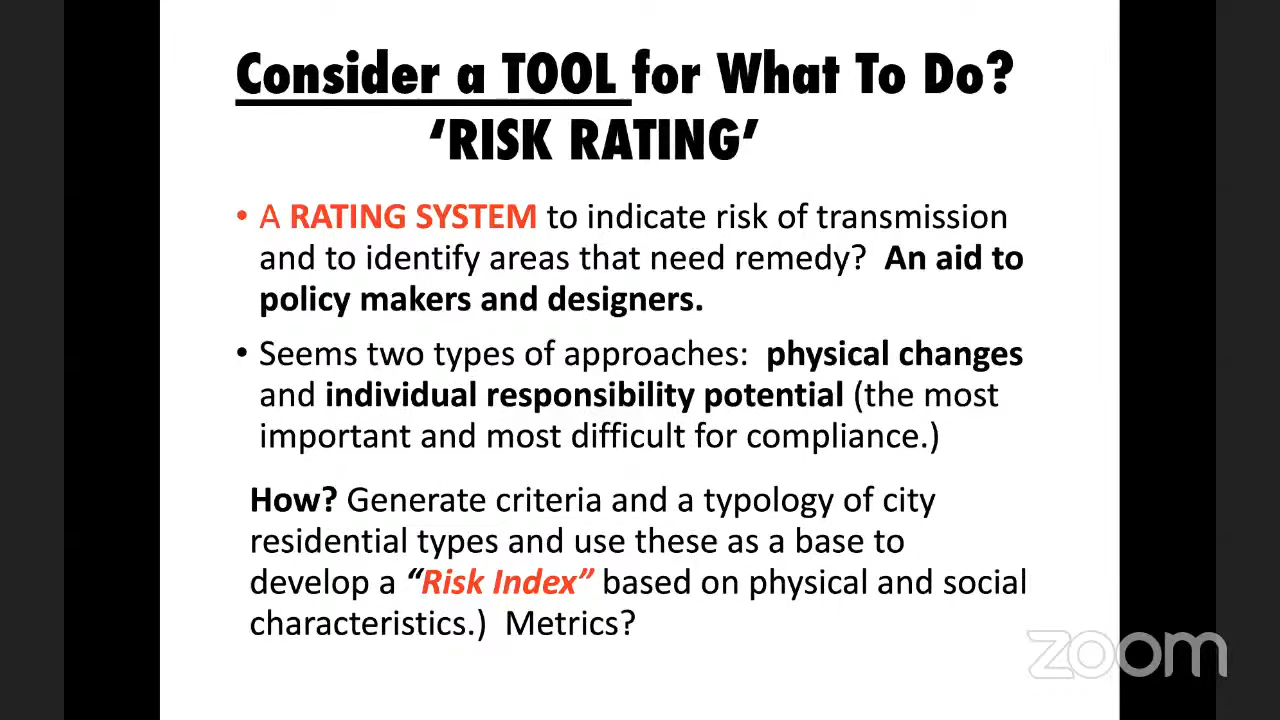 Consider a TOOL for What To Do?
‘RISK RATING’
• A RATING SYSTEM to indicate risk of transmission
and to identify areas that need remedy? An aid to
policy makers and designers.
• Seems two types of approaches: physical changes
and individual responsibility potential (the most
important and most difficult for compliance.)
How? Generate criteria and a typology of city
residential types and use these as a base to
develop a “Risk Index” based on physical and social
characteristics.) Metrics?
zoom